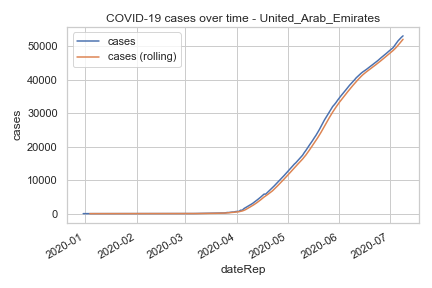 COVID-19 cases over time - United_Arab_Emirates
cases
cases (rolling)
50000
40000
30000
20000
10000
0
cases
2020-01
2020-02
2020-03
2020-04
2020-05
2020-06
2020-07
dateRep